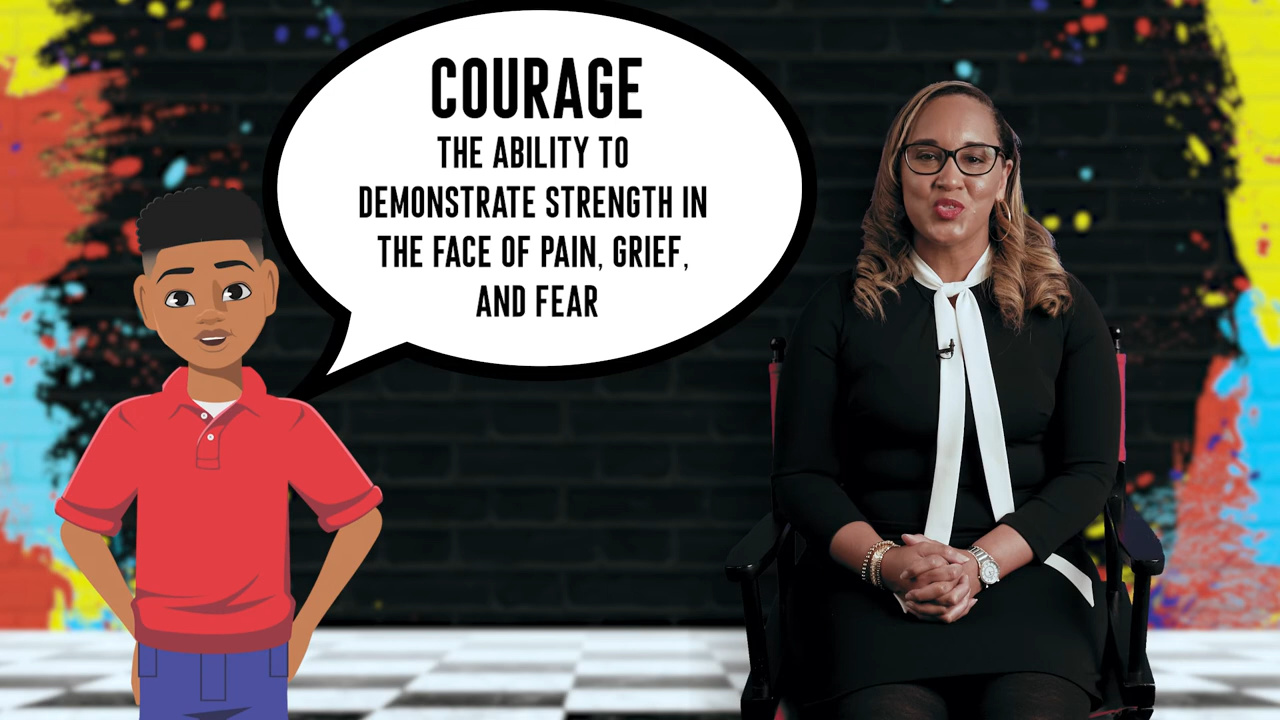 COURAGE
THE ABILITY TO
DEMONSTRATE STRENGTH IN
THE FACE OF PAIN, GRIEF,
AND FEAR